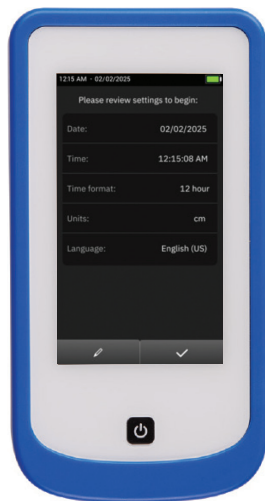 1215 AM - 02/02/2025
Please review settings to begin:
Date: 02/02/2025
Time: 12:15:08 AM
Time format: 12 hour
Units: cm
Language: English (US)